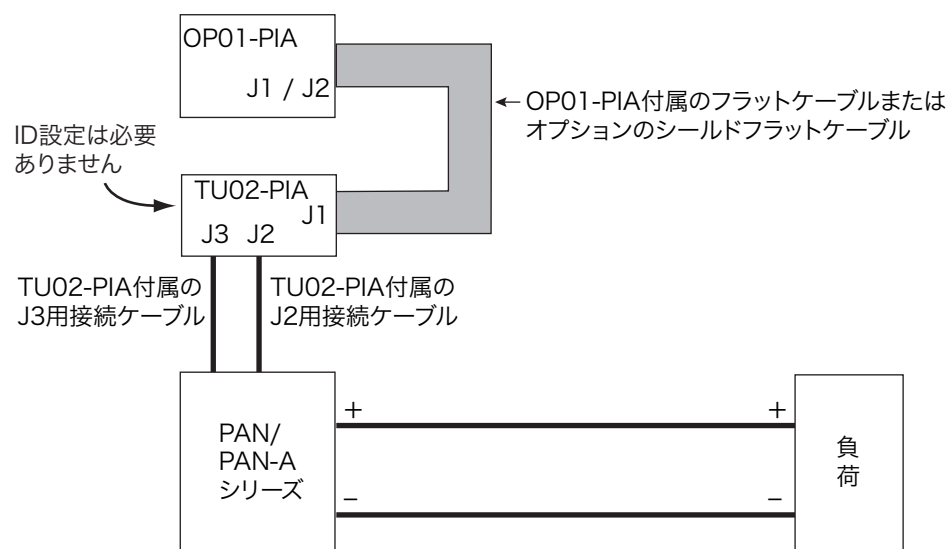 OP01-PIA
J1 / J2
← OP01-PIA付属のフラットケーブルまたは
オプションのシールドフラットケーブル
ID設定は必要
ありません
TU02-PIA
J1
J3 J2
TU02-PIA付属の
J3用接続ケーブル
TU02-PIA付属の
J2用接続ケーブル
PAN/
PAN-A
シリーズ
+
+
−
−
負
荷